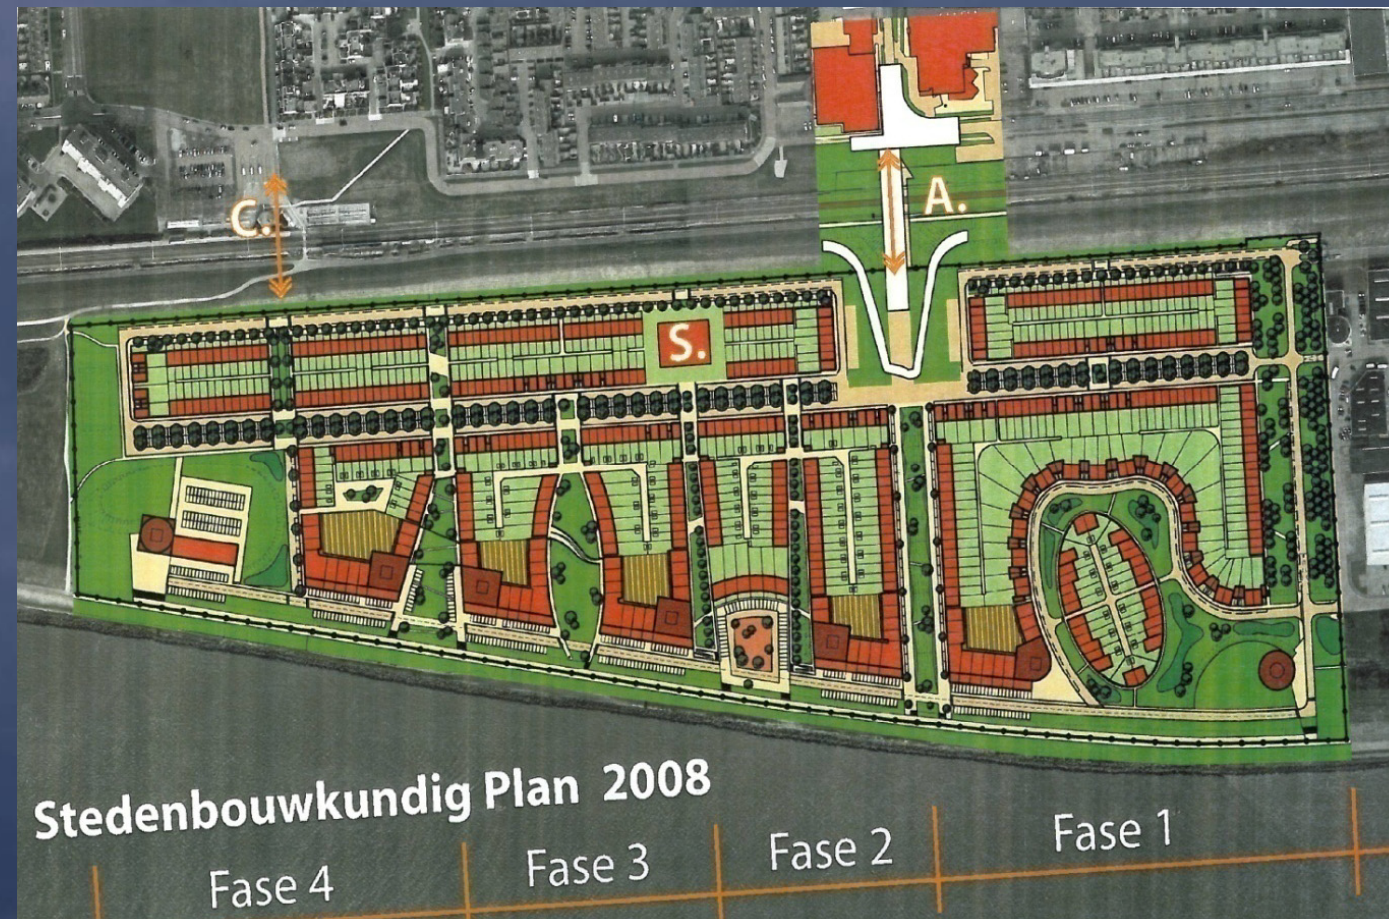 C.
A.
S.
Stedenbouwkundig Plan 2008
Fase 4
Fase 3
Fase 2
Fase 1